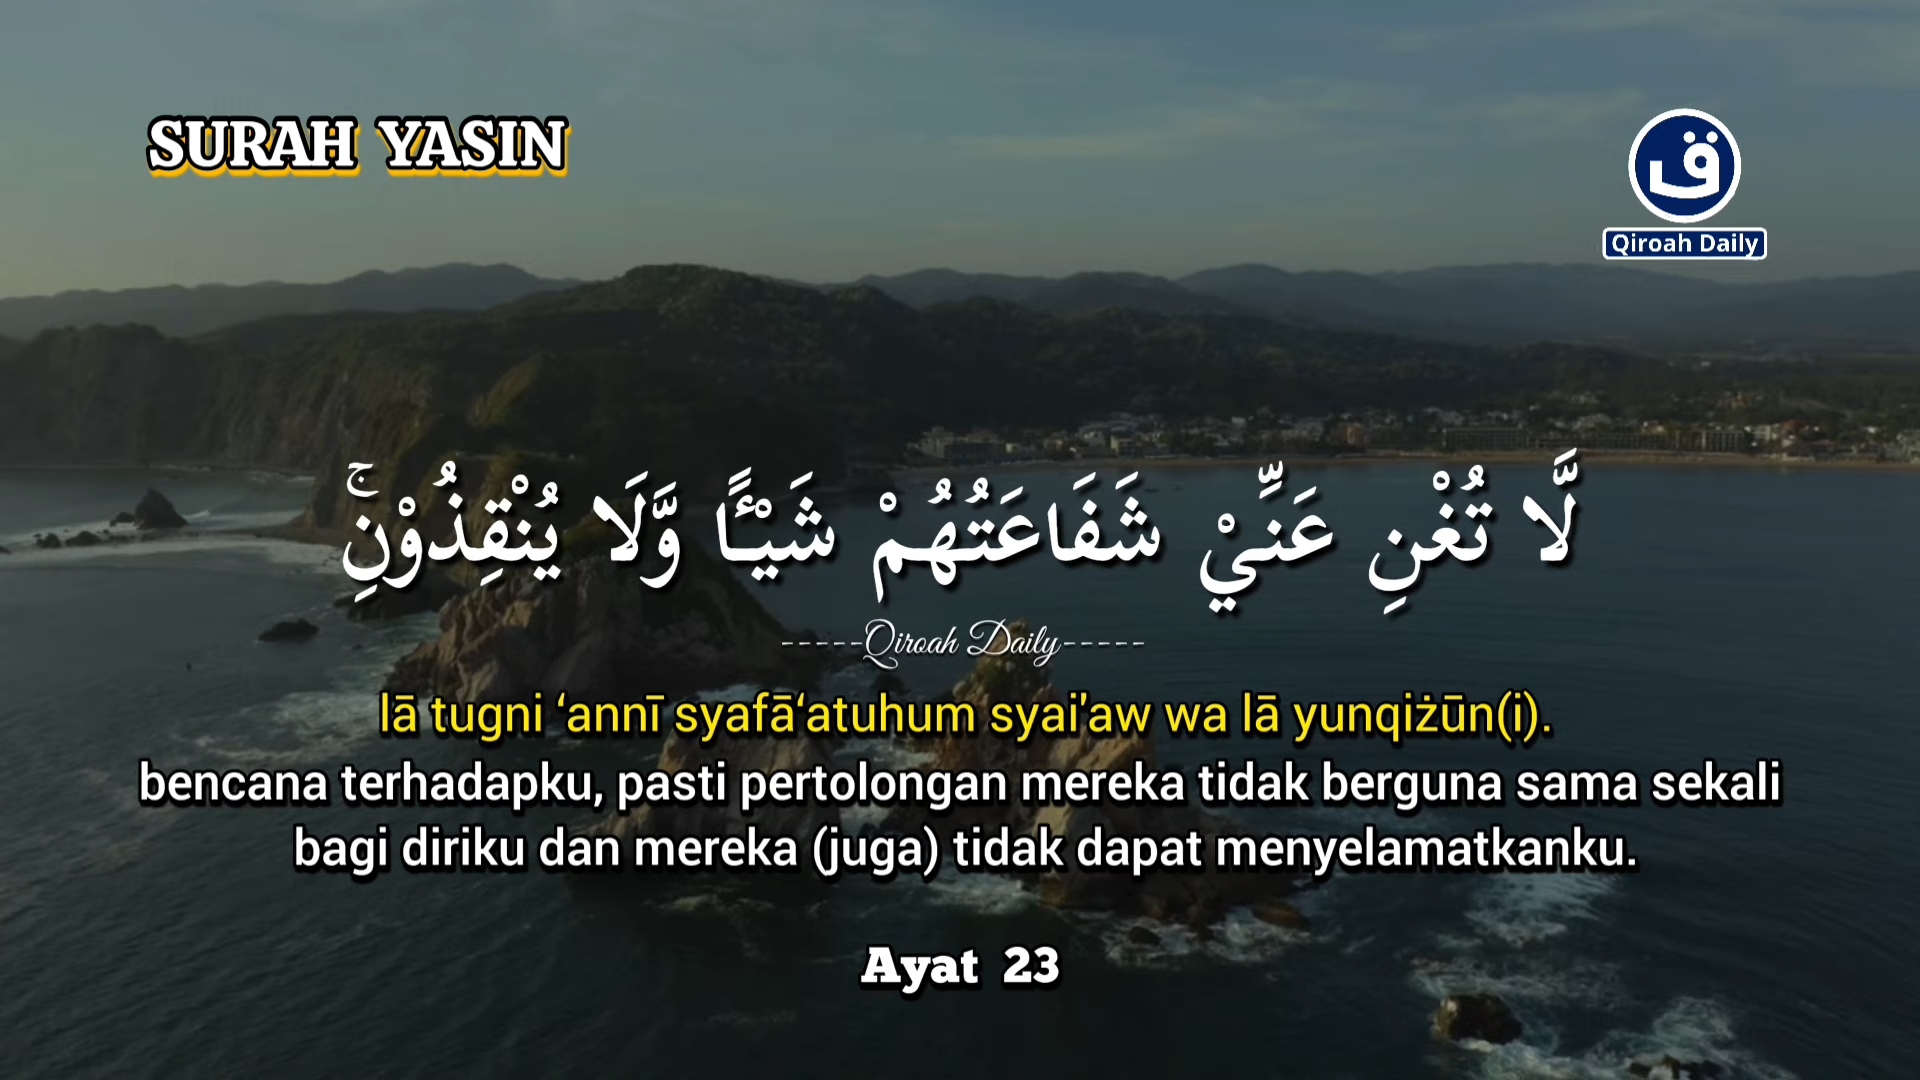 SURAH YASIN
ق
Qiroah Daily
لَّا تُغْنِ عَنِّيْ شَفَاعَتُهُمْ شَيْـًٔا وَّلَا يُنْقِذُوْنِۚ
-----Qiroah Daily-----
lā tugni ‘annī syafā‘atuhum syai'aw wa lā yunqiżūn(i).
bencana terhadapku, pasti pertolongan mereka tidak berguna sama sekali
bagi diriku dan mereka (juga) tidak dapat menyelamatkanku.
Ayat 23